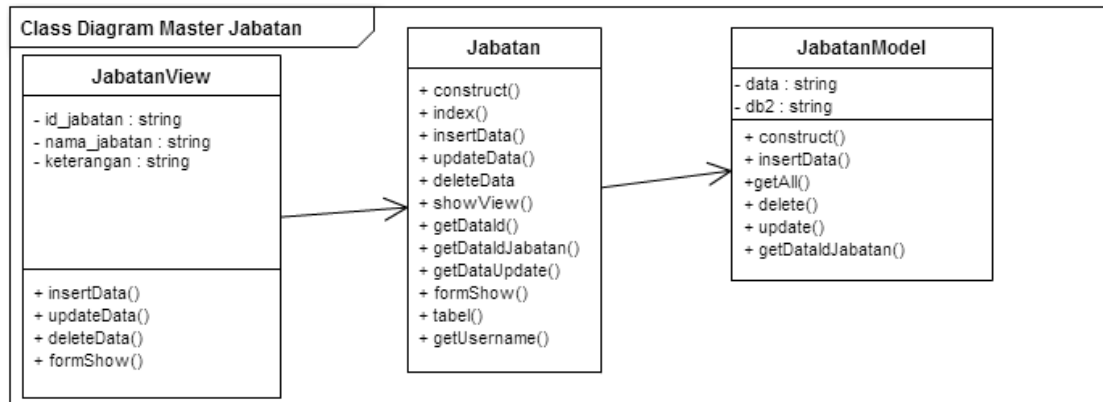 Class Diagram Master Jabatan
JabatanView
- id_jabatan : string
- nama_jabatan : string
- keterangan : string
+ insertData()
+ updateData()
+ deleteData()
+ formShow()
Jabatan
+ construct()
+ index()
+ insertData()
+ updateData()
+ deleteData
+ showView()
+ getDataId()
+ getDataIdJabatan()
+ getDataUpdate()
+ formShow()
+ tabel()
+ getUsername()
JabatanModel
- data : string
- db2 : string
+ construct()
+ insertData()
+getAll()
+ delete()
+ update()
+ getDataIdJabatan()